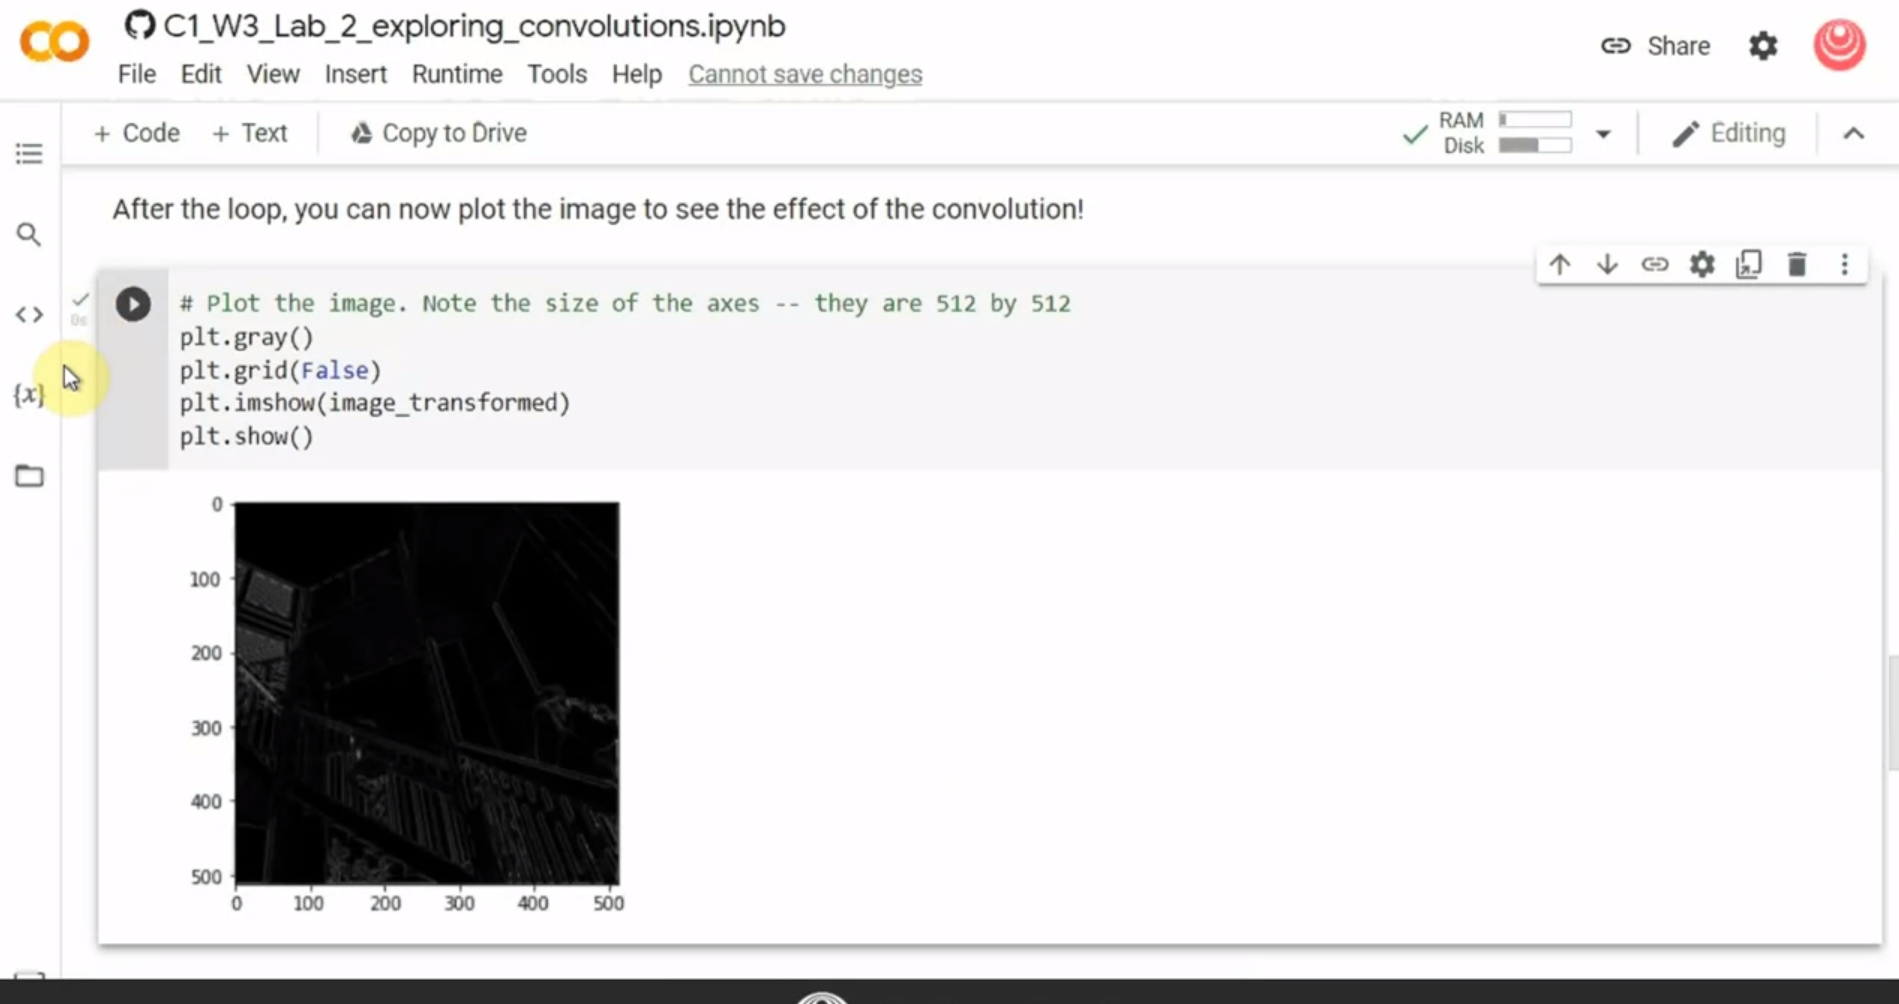 C1_W3_Lab_2_exploring_convolutions.ipynb
Share
File Edit View Insert Runtime Tools Help Cannot save changes
+ Code + Text Copy to Drive
RAM
Disk
Editing
After the loop, you can now plot the image to see the effect of the convolution!
0s
{x}
# Plot the image. Note the size of the axes -- they are 512 by 512
plt.gray()
plt.grid(False)
plt.imshow(image_transformed)
plt.show()
0
100
200
300
400
500
0 100 200 300 400 500